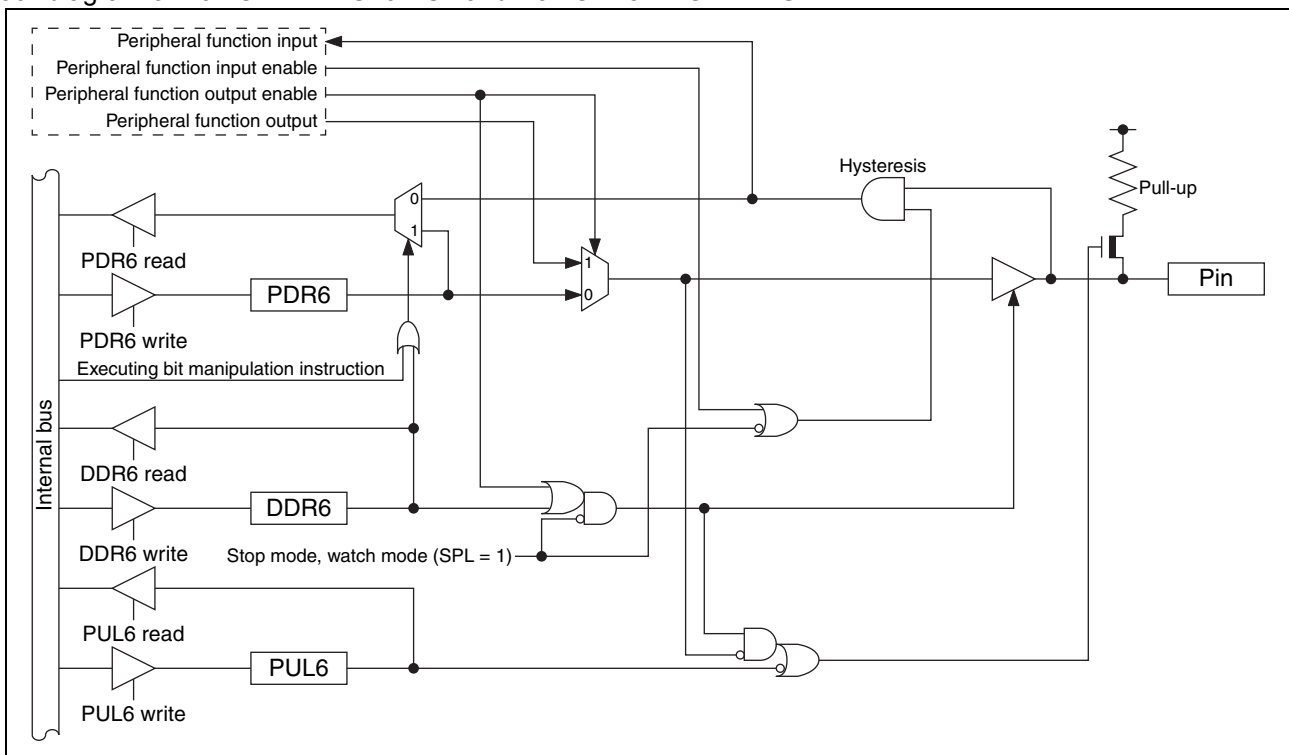 Peripheral function input
Peripheral function input enable
Peripheral function output enable
Peripheral function output
Hysteresis
Pull-up
0
1
PDR6 read
1
0
PDR6
Pin
PDR6 write
Executing bit manipulation instruction
Internal bus
DDR6 read
DDR6
DDR6 write
Stop mode, watch mode (SPL = 1)
PUL6 read
PUL6
PUL6 write